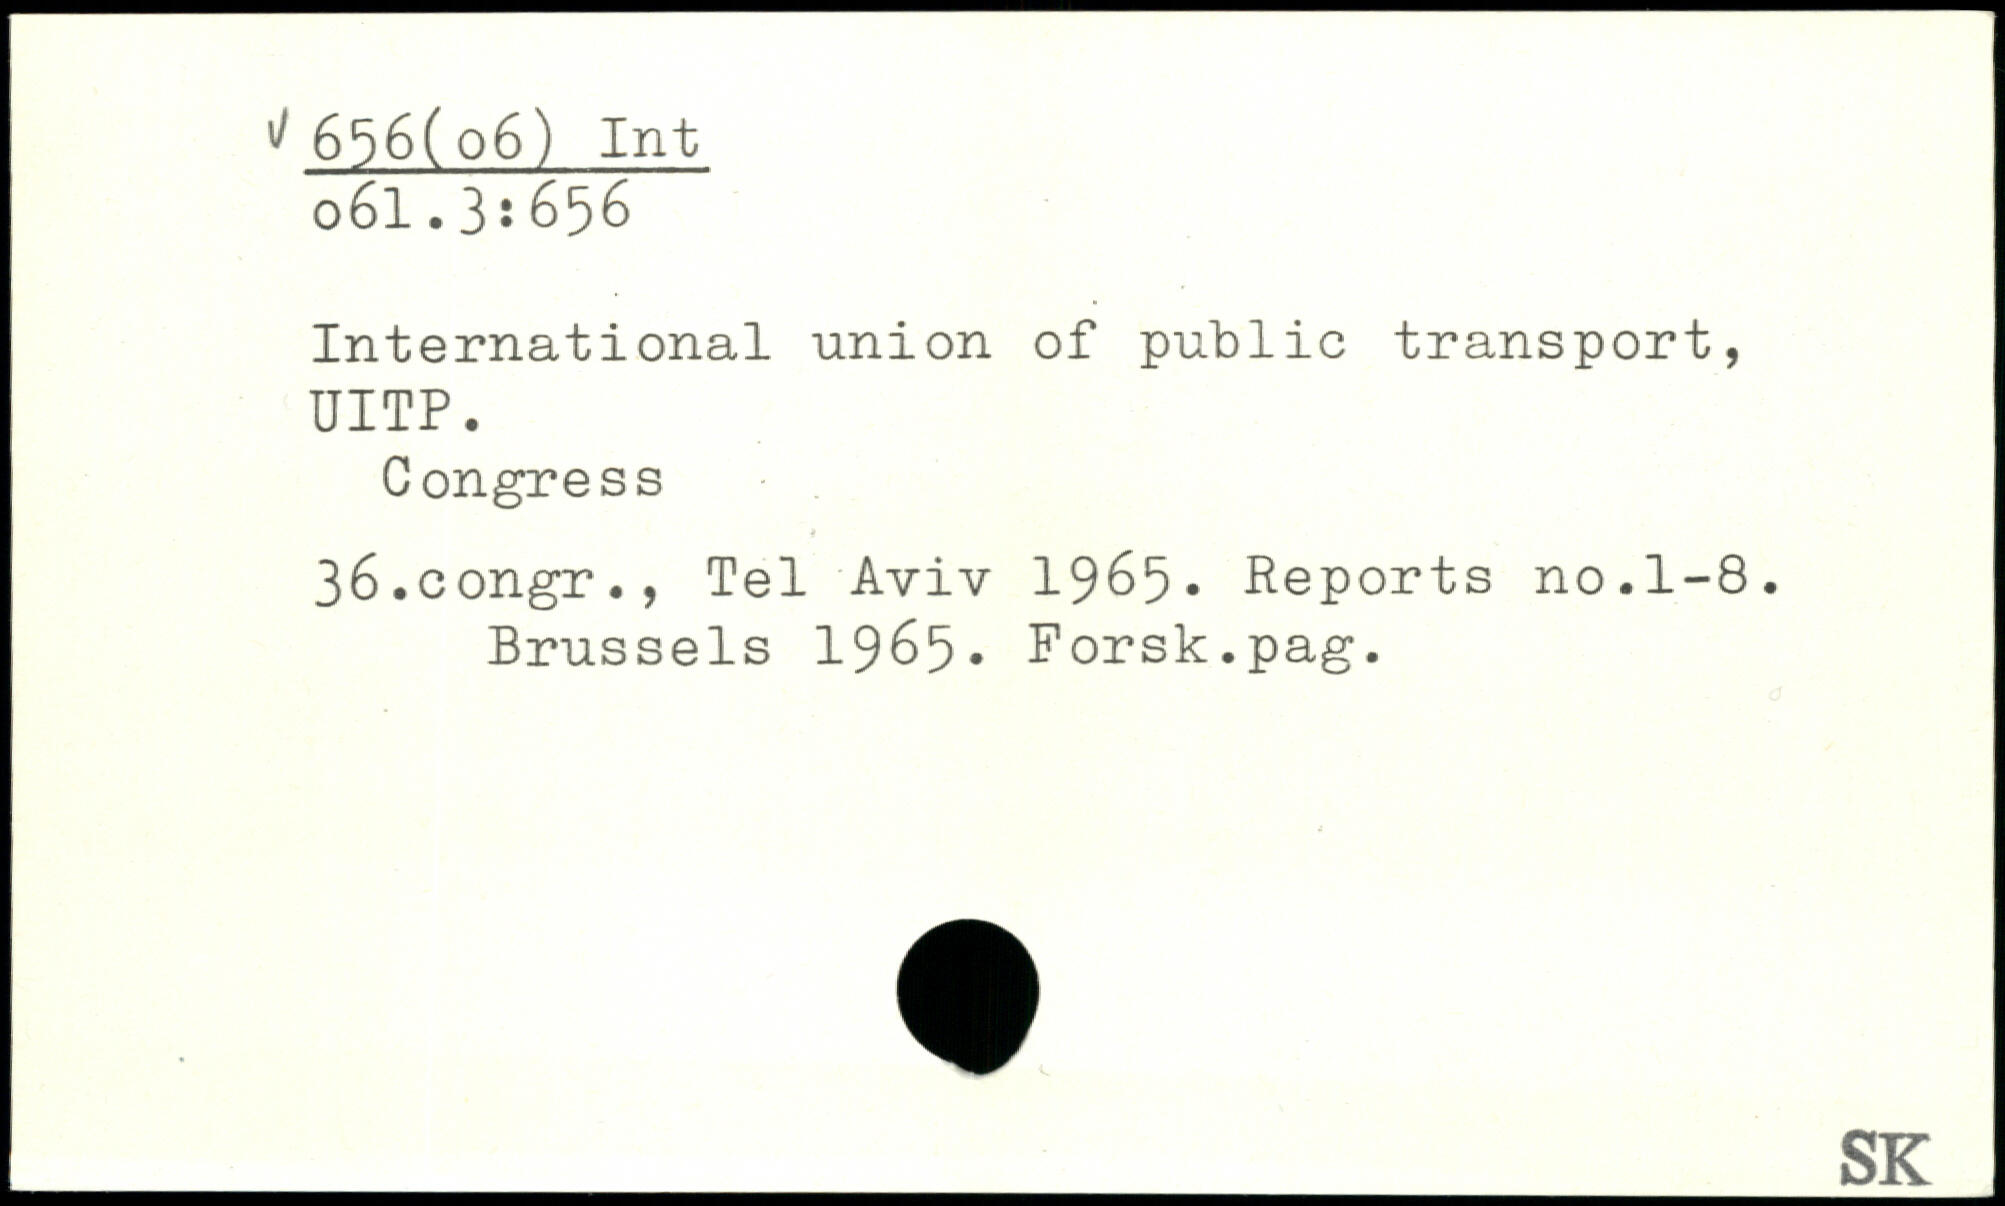 √ 656(o6) Int
o61.3:656
International union of public transport,
UITP.
Congress
36.congr., Tel Aviv 1965. Reports no.1-8.
Brussels 1965. Forsk.pag.
SK